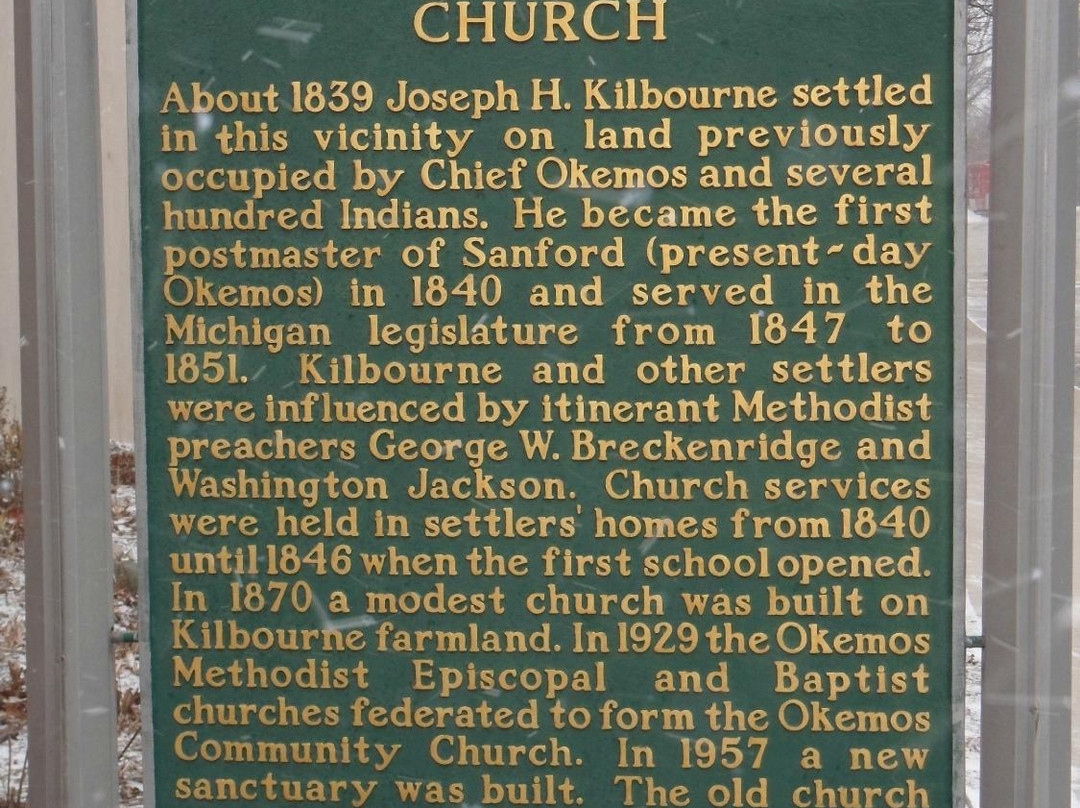 CHURCH
About 1839 Joseph H. Kilbourne settled
in this vicinity on land previously
occupied by Chief Okemos and several
hundred Indians. He became the first
postmaster of Sanford (present~day
Okemos) in 1840 and served in the
Michigan legislature from 1847 to
1851. Kilbourne and other settlers
were influenced by itinerant Methodist
preachers George W. Breckenridge and
Washington Jackson. Church services
were held in settlers' homes from 1840
until 1846 when the first school opened.
In 1870 a modest church was built on
Kilbourne farmland. In 1929 the Okemos
Methodist Episcopal and Baptist
churches federated to form the Okemos
Community Church. In 1957 a new
sanctuary was built. The old church